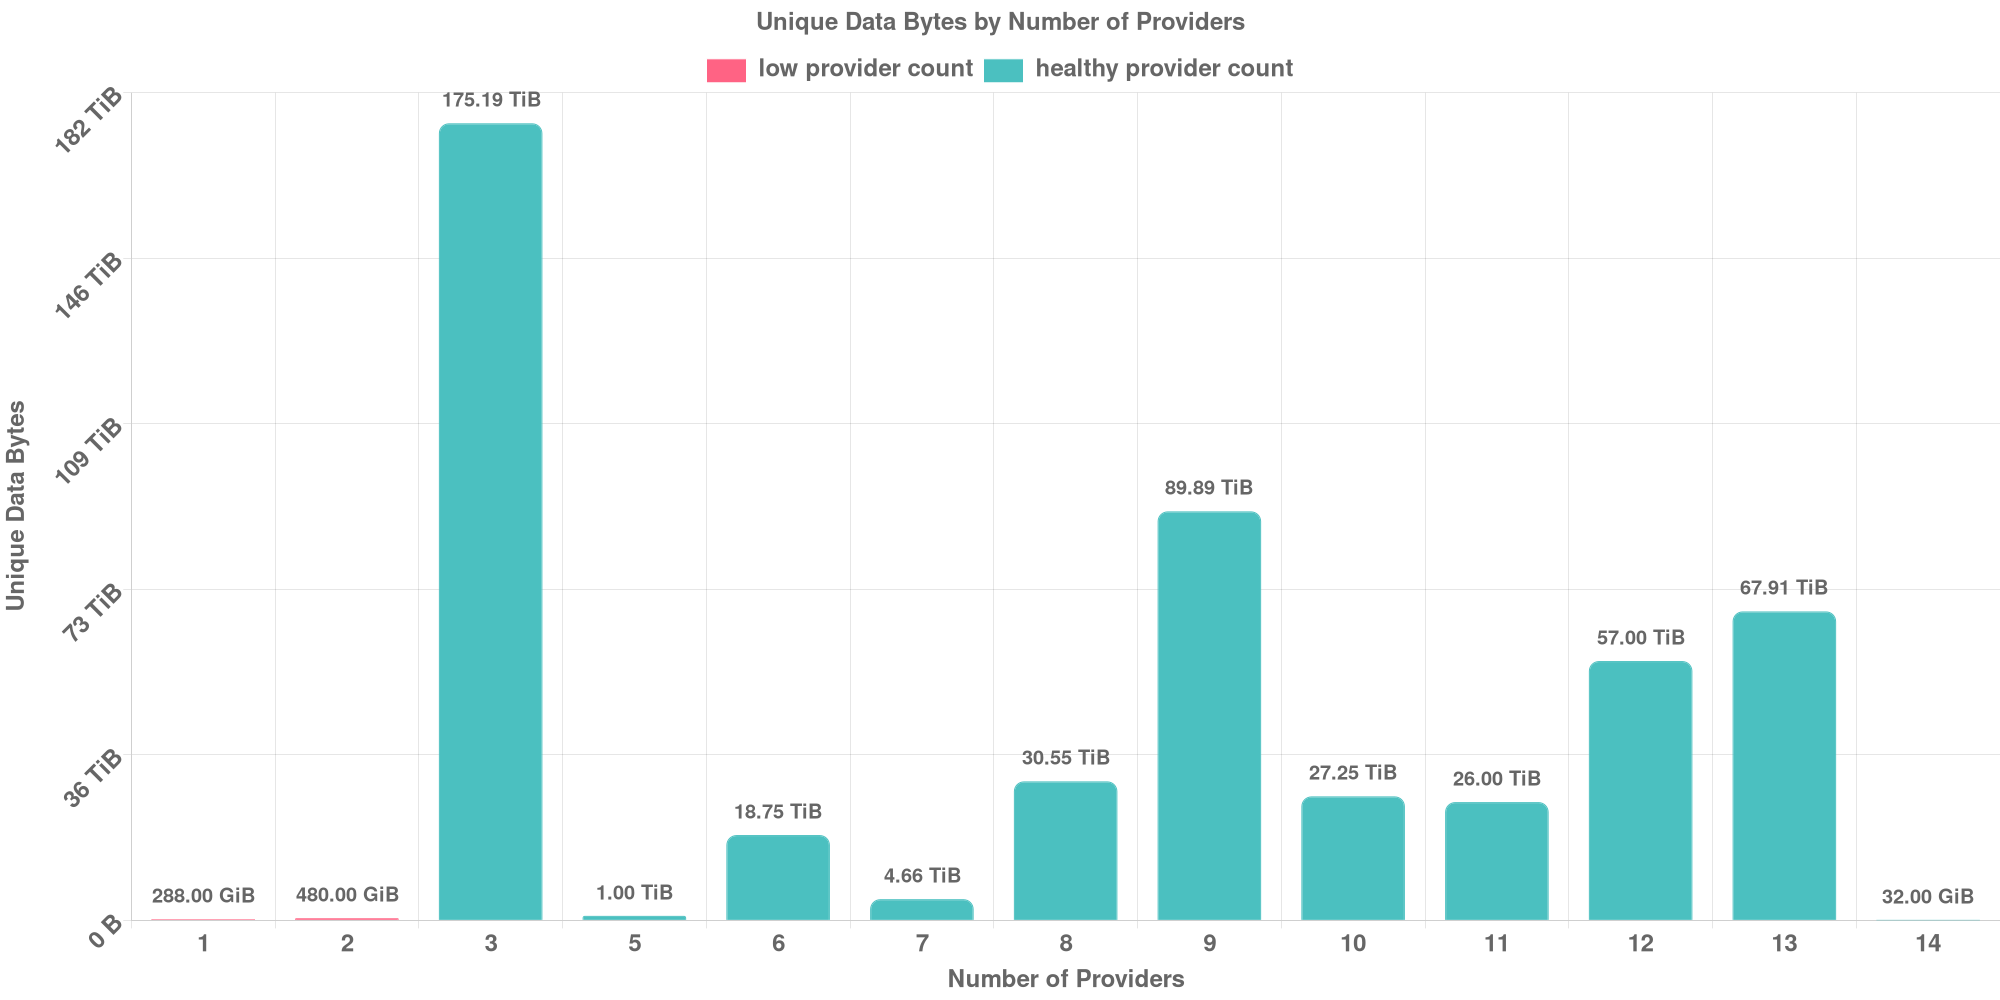 Unique Data Bytes by Number of Providers
low provider count
healthy provider count
182 TiB
146 TiB
109 TiB
73 TiB
36 TiB
0 B
Unique Data Bytes
288.00 GiB
480.00 GiB
175.19 TiB
1.00 TiB
18.75 TiB
4.66 TiB
30.55 TiB
89.89 TiB
27.25 TiB
26.00 TiB
57.00 TiB
67.91 TiB
32.00 GiB
1
2
3
5
6
7
8
9
10
11
12
13
14
Number of Providers